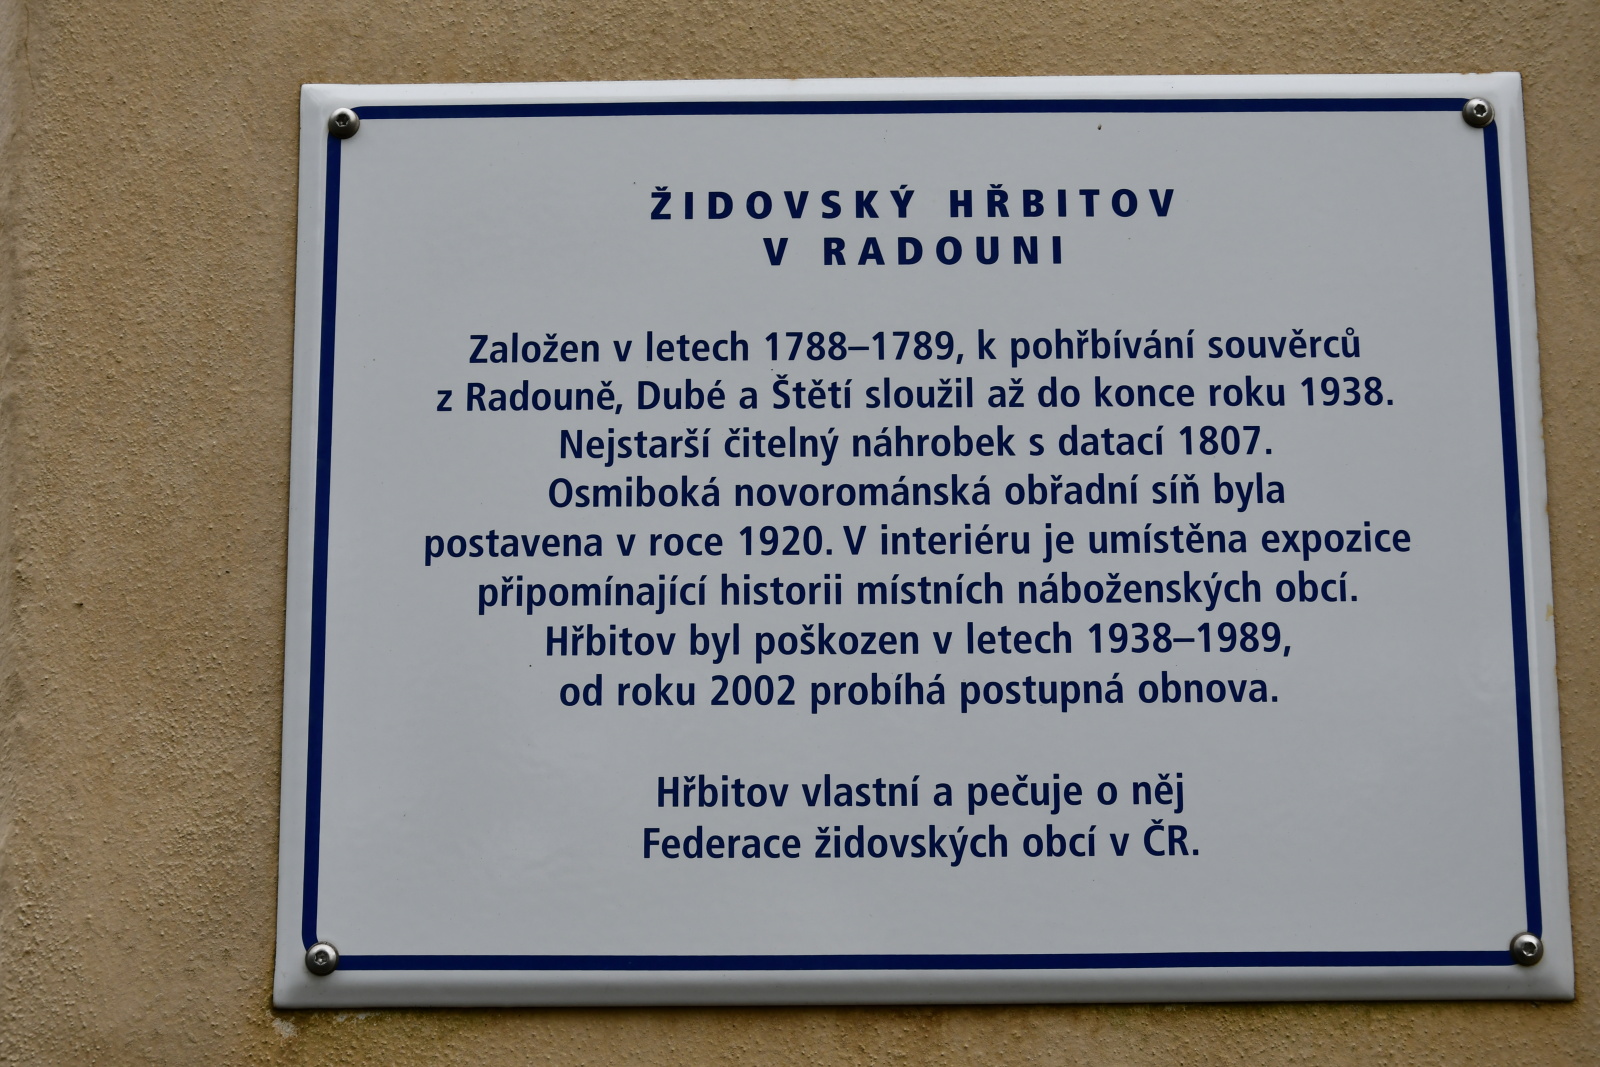 ŽIDOVSKÝ HŘBITOV
V RADOUNI
Založen v letech 1788–1789, k pohřbívání souvěrců
z Radouně, Dubé a Štětí sloužil až do konce roku 1938.
Nejstarší čitelný náhrobek s datací 1807.
Osmiboká novorománská obřadní síň byla
postavena v roce 1920. V interiéru je umístěna expozice
připomínající historii místních náboženských obcí.
Hřbitov byl poškozen v letech 1938–1989,
od roku 2002 probíhá postupná obnova.
Hřbitov vlastní a pečuje o něj
Federace židovských obcí v ČR.